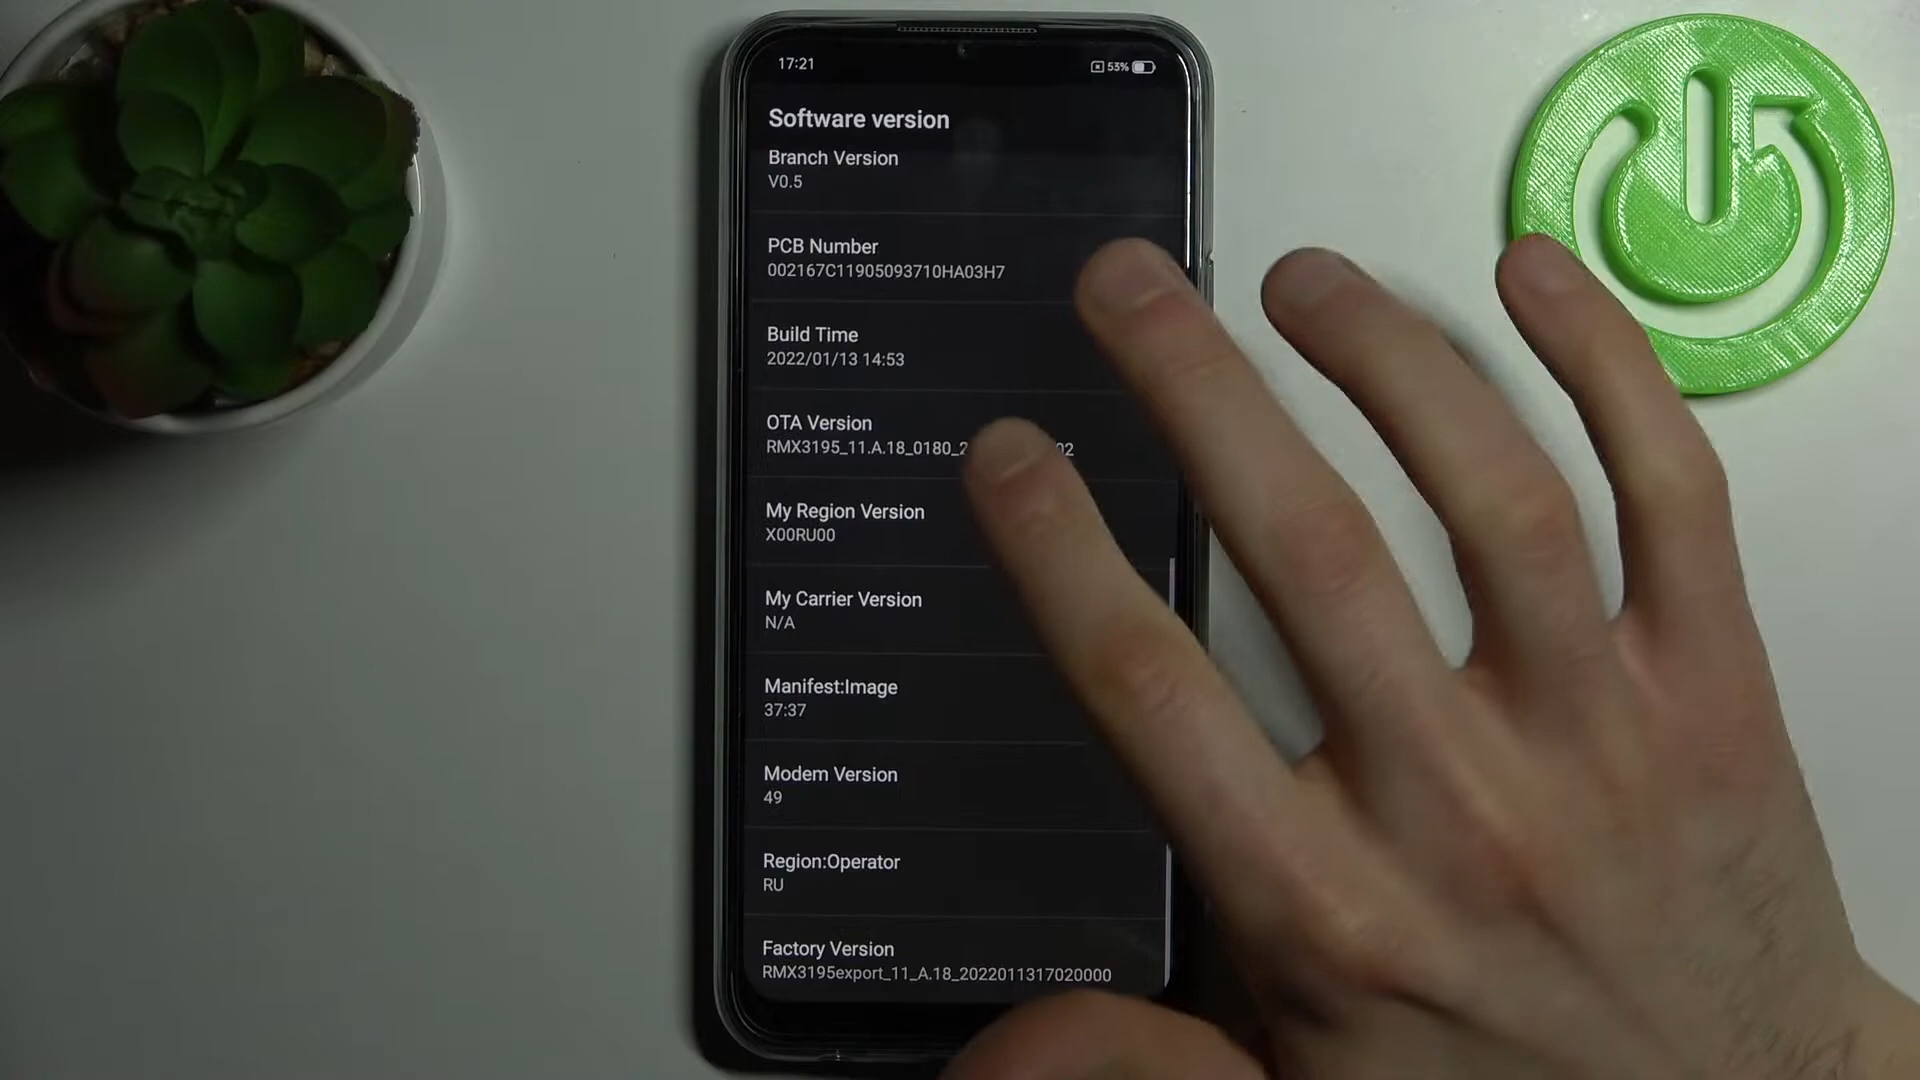 17:21
53%
Software version
Branch Version
V0.5
PCB Number
002167C11905093710HA03H7
Build Time
2022/01/13 14:53
OTA Version
RMX3195_11.A.18_0180_2 02
My Region Version
X00RU00
My Carrier Version
N/A
Manifest:Image
37:37
Modem Version
49
Region:Operator
RU
Factory Version
RMX3195export_11_A.18_2022011317020000